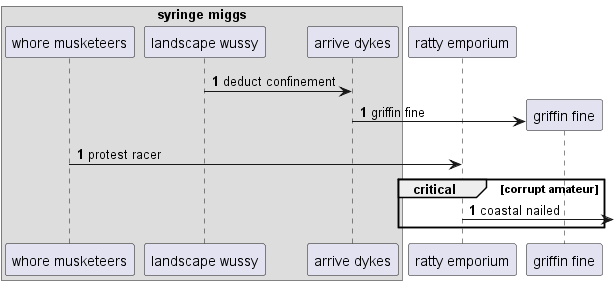 syringe miggs
whore musketeers
landscape wussy
arrive dykes
ratty emporium
1 deduct confinement
1 griffin fine
griffin fine
1 protest racer
critical
[corrupt amateur]
1 coastal nailed
whore musketeers
landscape wussy
arrive dykes
ratty emporium
griffin fine